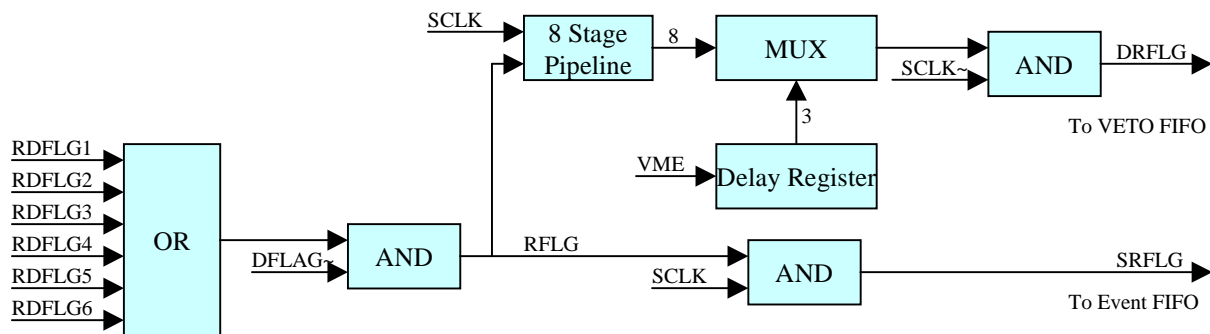 SCLK
8 Stage
Pipeline
8
MUX
SCLK~
AND
DRFLG
To VETO FIFO
3
VME
Delay Register
RDFLG1
RDFLG2
RDFLG3
RDFLG4
RDFLG5
RDFLG6
OR
DFLAG~
AND
RFLG
SCLK
AND
SRFLG
To Event FIFO